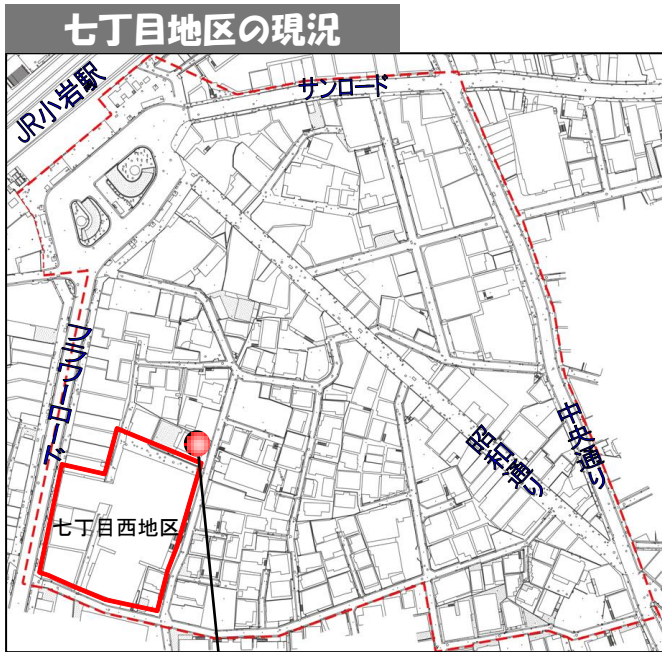 七丁目地区の現況
JR小岩駅
サンロード
フラワーロード
昭和通り
中央通り
七丁目西地区